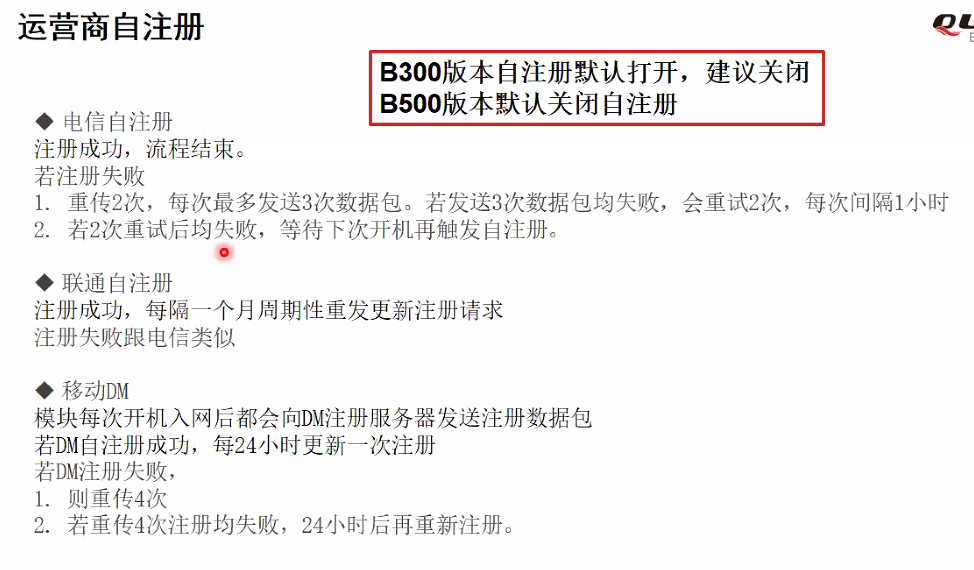 运营商自注册
QU
B300版本自注册默认打开，建议关闭
B500版本默认关闭自注册
◆ 电信自注册
注册成功，流程结束。
若注册失败
1. 重传2次，每次最多发送3次数据包。若发送3次数据包均失败，会重试2次，每次间隔1小时
2. 若2次重试后均失败，等待下次开机再触发自注册。
◆ 联通自注册
注册成功，每隔一个月周期性重发更新注册请求
注册失败跟电信类似
◆ 移动DM
模块每次开机入网后都会向DM注册服务器发送注册数据包
若DM自注册成功，每24小时更新一次注册
若DM注册失败，
1. 则重传4次
2. 若重传4次注册均失败，24小时后再重新注册。